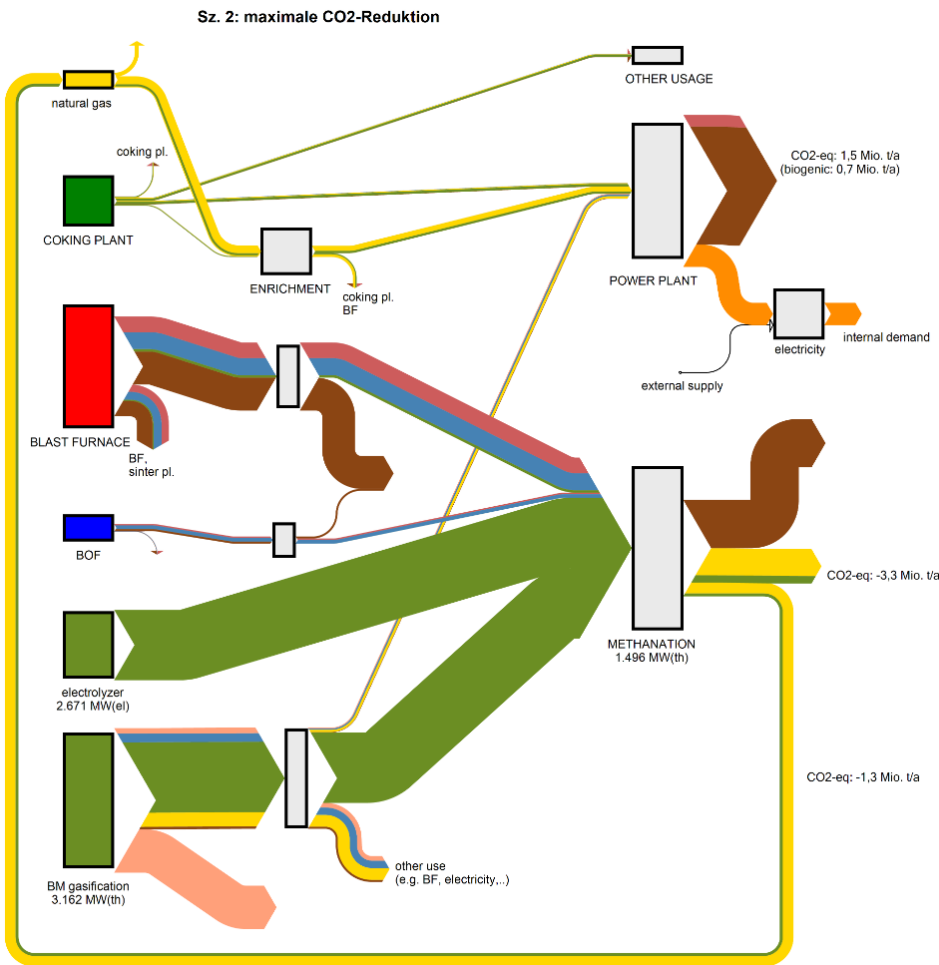 Sz. 2: maximale CO2-Reduktion
OTHER USAGE
natural gas
coking pl.
CO2-eq: 1,5 Mio. t/a
(biogenic: 0,7 Mio. t/a)
COKING PLANT
POWER PLANT
ENRICHMENT
coking pl.
BF
internal demand
electricity
external supply
BLAST FURNACE
BF,
sinter pl.
BOF
CO2-eq: -3,3 Mio. t/a
METHANATION
1.496 MW(th)
electrolyzer
2.671 MW(el)
CO2-eq: -1,3 Mio. t/a
other use
(e.g. BF, electricity,..)
BM gasification
3.162 MW(th)